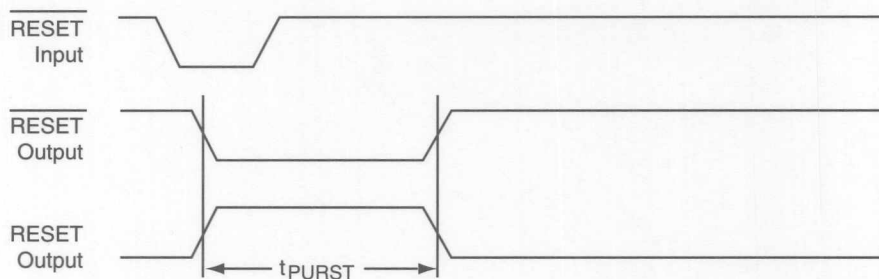 RESET
Input
RESET
Output
RESET
Output
tPURST